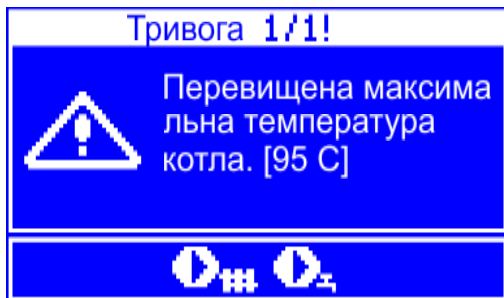 Тривога 1/1!
Перевищена максима
льна температура
котла. [95 C]